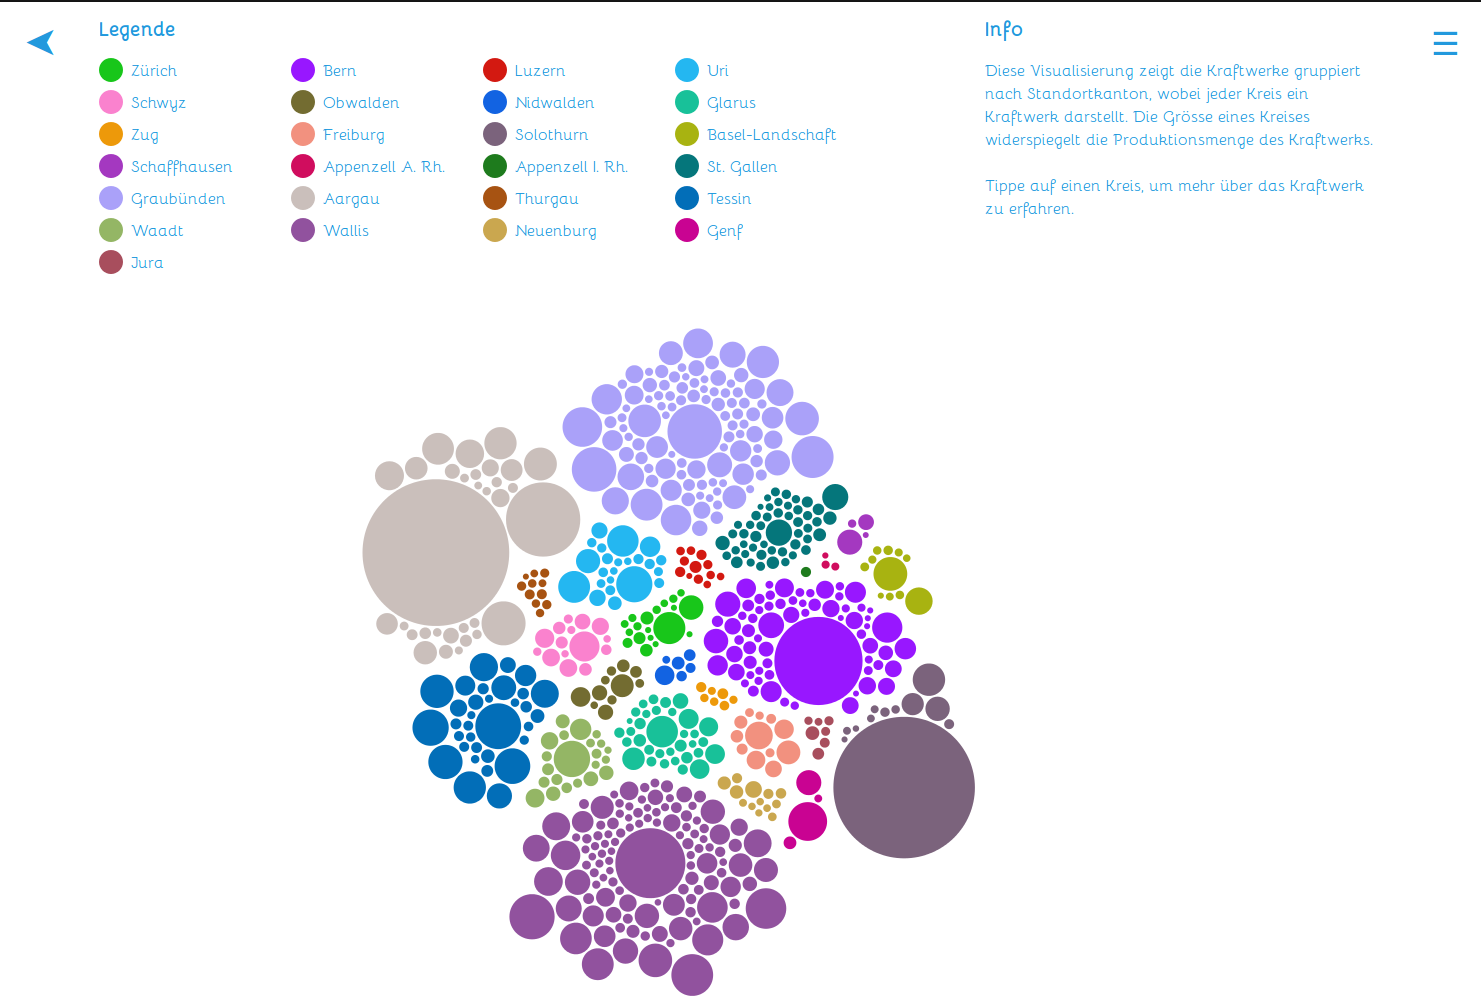 Legende
Zürich
Bern
Luzern
Uri
Schwyz
Obwalden
Nidwalden
Glarus
Zug
Freiburg
Solothurn
Basel-Landschaft
Schaffhausen
Appenzell A. Rh.
Appenzell I. Rh.
St. Gallen
Graubünden
Aargau
Thurgau
Tessin
Waadt
Wallis
Neuenburg
Genf
Jura
Info
Diese Visualisierung zeigt die Kraftwerke gruppiert
nach Standortkanton, wobei jeder Kreis ein
Kraftwerk darstellt. Die Grösse eines Kreises
widerspiegelt die Produktionsmenge des Kraftwerks.
Tippe auf einen Kreis, um mehr über das Kraftwerk
zu erfahren.